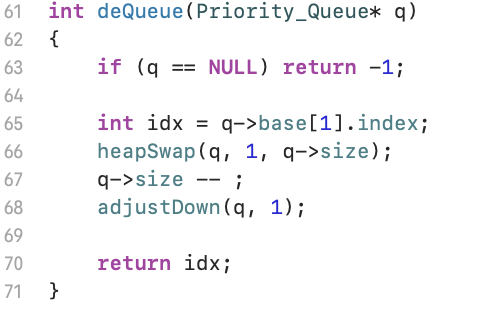 61 int deQueue(Priority_Queue* q)
62 {
63     if (q == NULL) return -1;
64
65     int idx = q->base[1].index;
66     heapSwap(q, 1, q->size);
67     q->size -- ;
68     adjustDown(q, 1);
69
70     return idx;
71 }